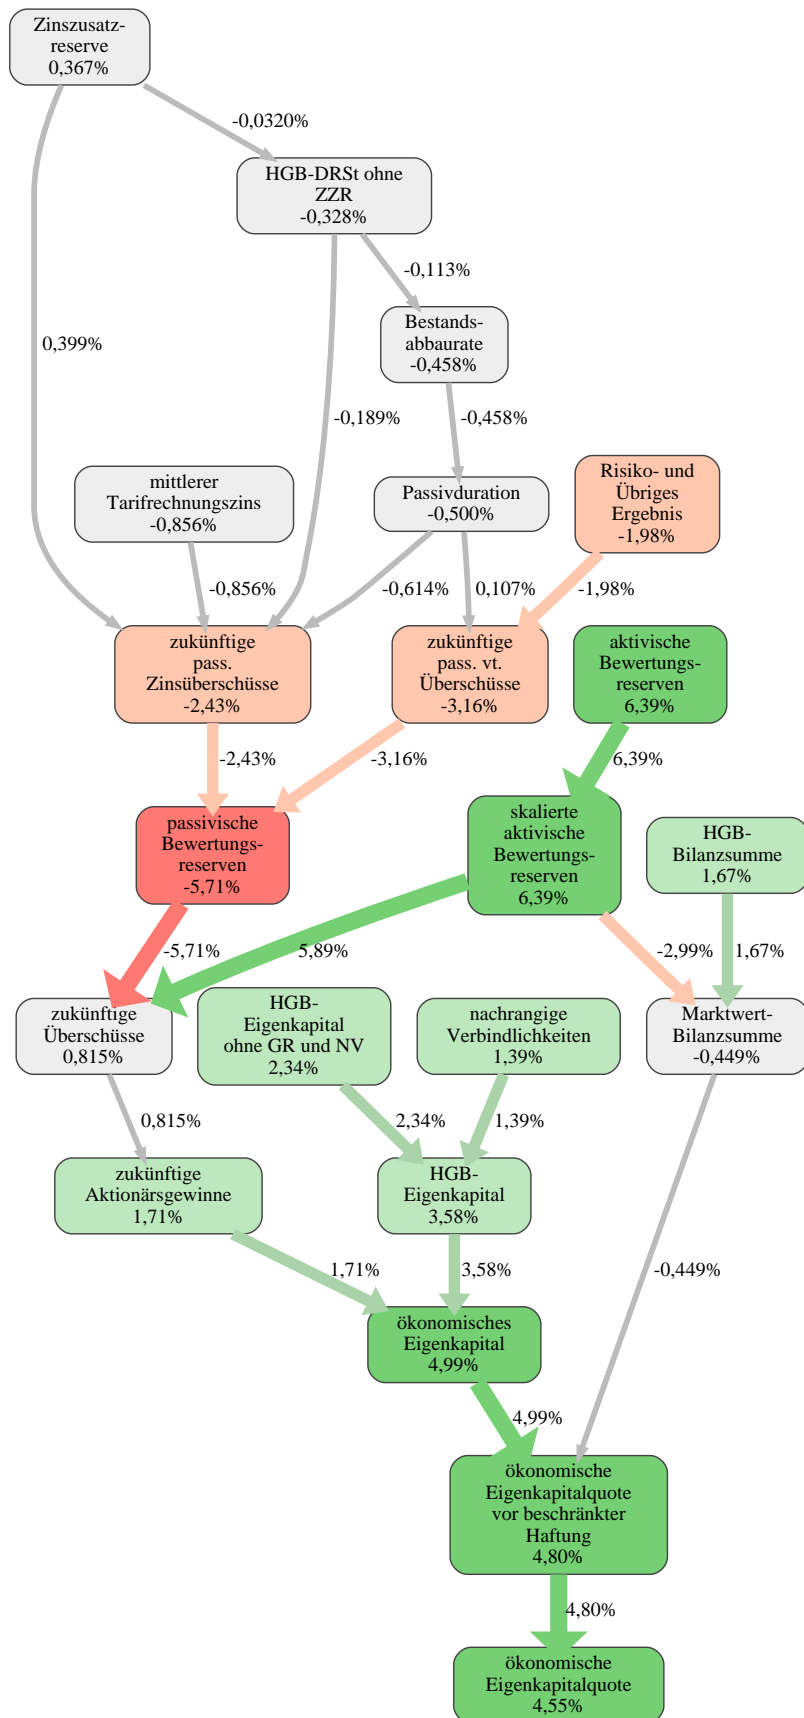 Zinszusatz-
reserve
0,367%
-0,0320%
HGB-DRSt ohne
ZZR
-0,328%
-0,113%
Bestands-
abbaurate
-0,458%
0,399%
-0,189%
-0,458%
mittlerer
Tarifrechnungszins
-0,856%
Passivduration
-0,500%
Risiko- und
Übriges
Ergebnis
-1,98%
-0,856%
-0,614%
0,107%
-1,98%
zukünftige
pass.
Zinsüberschüsse
-2,43%
zukünftige
pass. vt.
Überschüsse
-3,16%
aktivische
Bewertungs-
reserven
6,39%
-2,43%
-3,16%
6,39%
passivische
Bewertungs-
reserven
-5,71%
skalierte
aktivische
Bewertungs-
reserven
6,39%
HGB-
Bilanzsumme
1,67%
-5,71%
5,89%
-2,99%
1,67%
zukünftige
Überschüsse
0,815%
HGB-
Eigenkapital
ohne GR und NV
2,34%
nachrangige
Verbindlichkeiten
1,39%
Marktwert-
Bilanzsumme
-0,449%
0,815%
2,34%
1,39%
zukünftige
Aktionärsgewinne
1,71%
HGB-
Eigenkapital
3,58%
1,71%
3,58%
-0,449%
ökonomisches
Eigenkapital
4,99%
4,99%
ökonomische
Eigenkapitalquote
vor beschränkter
Haftung
4,80%
4,80%
ökonomische
Eigenkapitalquote
4,55%